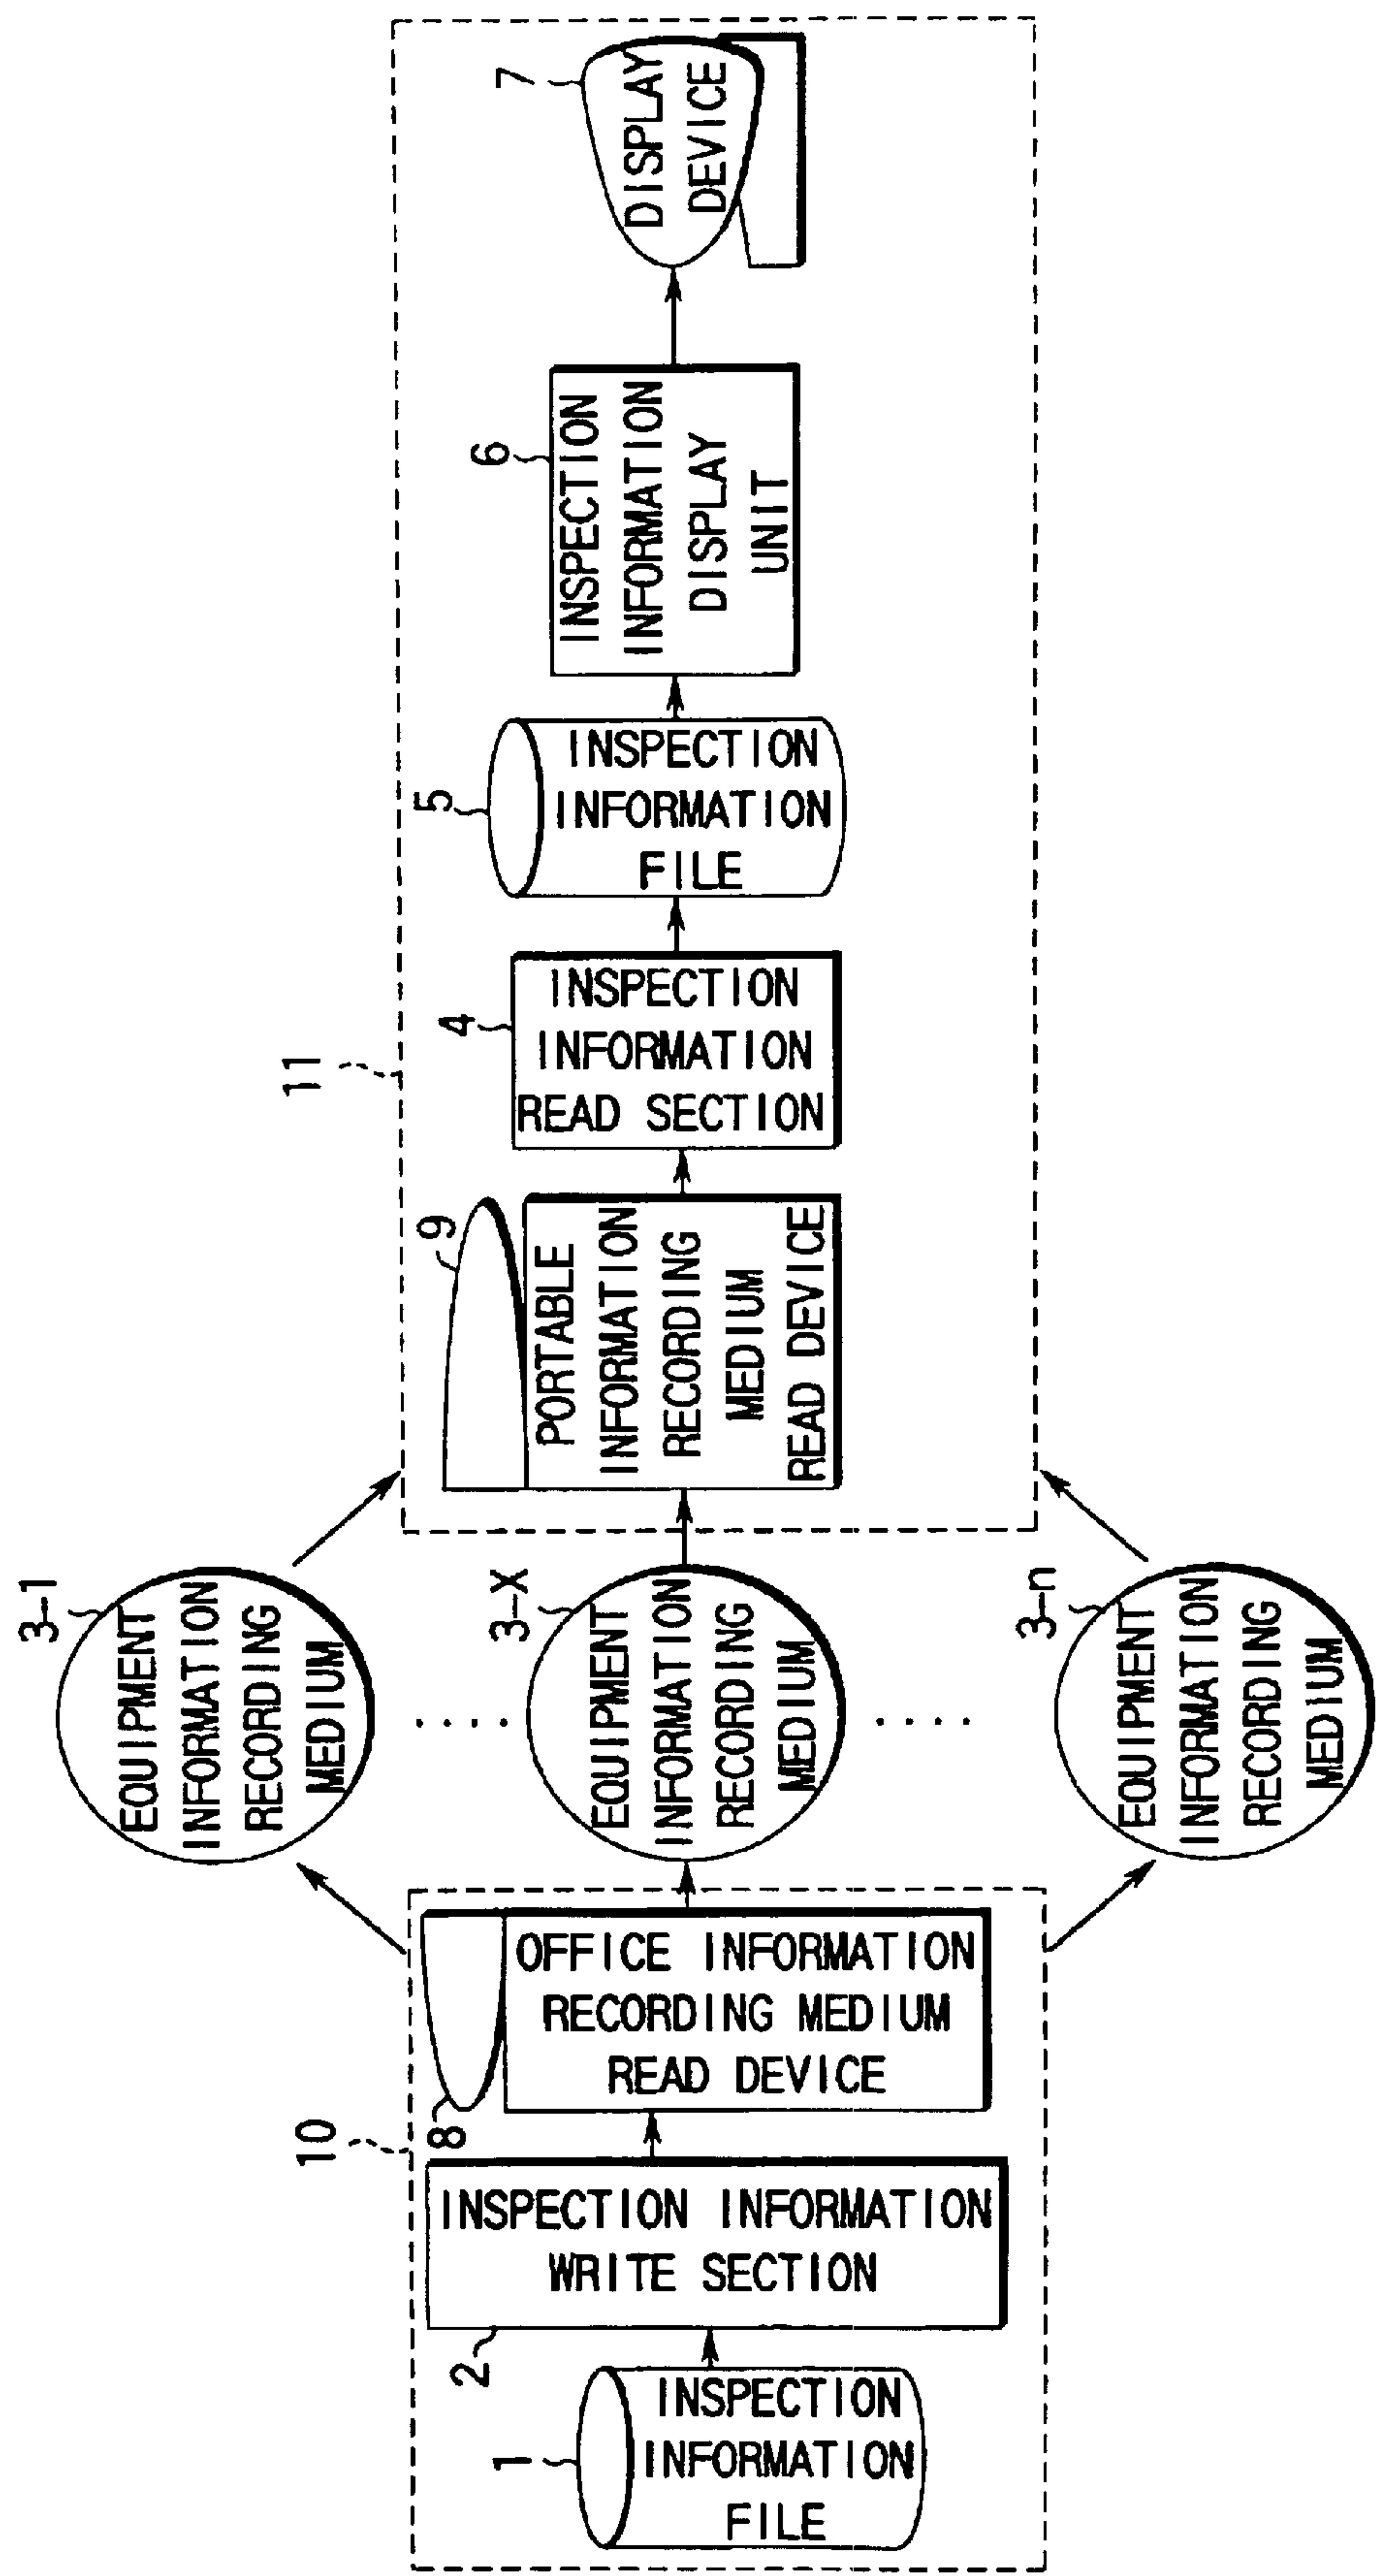 10
1
INSPECTION
INFORMATION
FILE
2
INSPECTION INFORMATION
WRITE SECTION
8
OFFICE INFORMATION
RECORDING MEDIUM
READ DEVICE
3-1
EQUIPMENT
INFORMATION
RECORDING
MEDIUM
.....
3-X
EQUIPMENT
INFORMATION
RECORDING
MEDIUM
.....
3-n
EQUIPMENT
INFORMATION
RECORDING
MEDIUM
11
9
PORTABLE
INFORMATION
RECORDING
MEDIUM
READ DEVICE
4
INSPECTION
INFORMATION
READ SECTION
5
INSPECTION
INFORMATION
FILE
6
INSPECTION
INFORMATION
DISPLAY
UNIT
7
DISPLAY
DEVICE